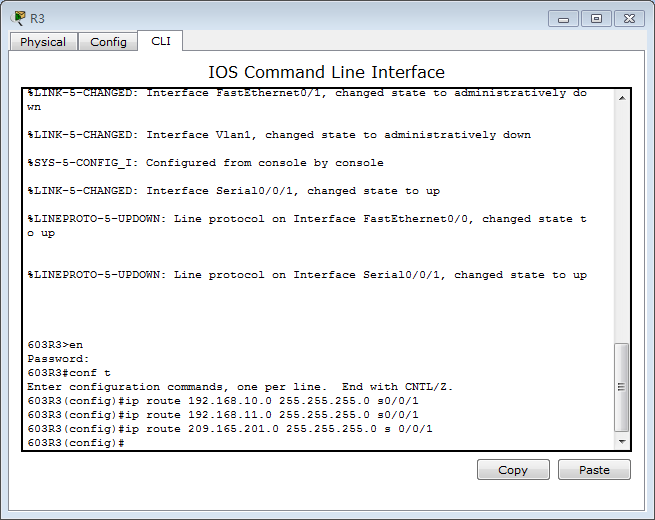 R3
Physical
Config
CLI
IOS Command Line Interface
%LINK-5-CHANGED: Interface FastEthernet0/1, changed state to administratively do
wn
%LINK-5-CHANGED: Interface Vlan1, changed state to administratively down
%SYS-5-CONFIG_I: Configured from console by console
%LINK-5-CHANGED: Interface Serial0/0/1, changed state to up
%LINEPROTO-5-UPDOWN: Line protocol on Interface FastEthernet0/0, changed state t
o up
%LINEPROTO-5-UPDOWN: Line protocol on Interface Serial0/0/1, changed state to up
603R3>en
Password:
603R3#conf t
Enter configuration commands, one per line.  End with CNTL/Z.
603R3(config)#ip route 192.168.10.0 255.255.255.0 s0/0/1
603R3(config)#ip route 192.168.11.0 255.255.255.0 s0/0/1
603R3(config)#ip route 209.165.201.0 255.255.255.0 s 0/0/1
603R3(config)#
Copy
Paste